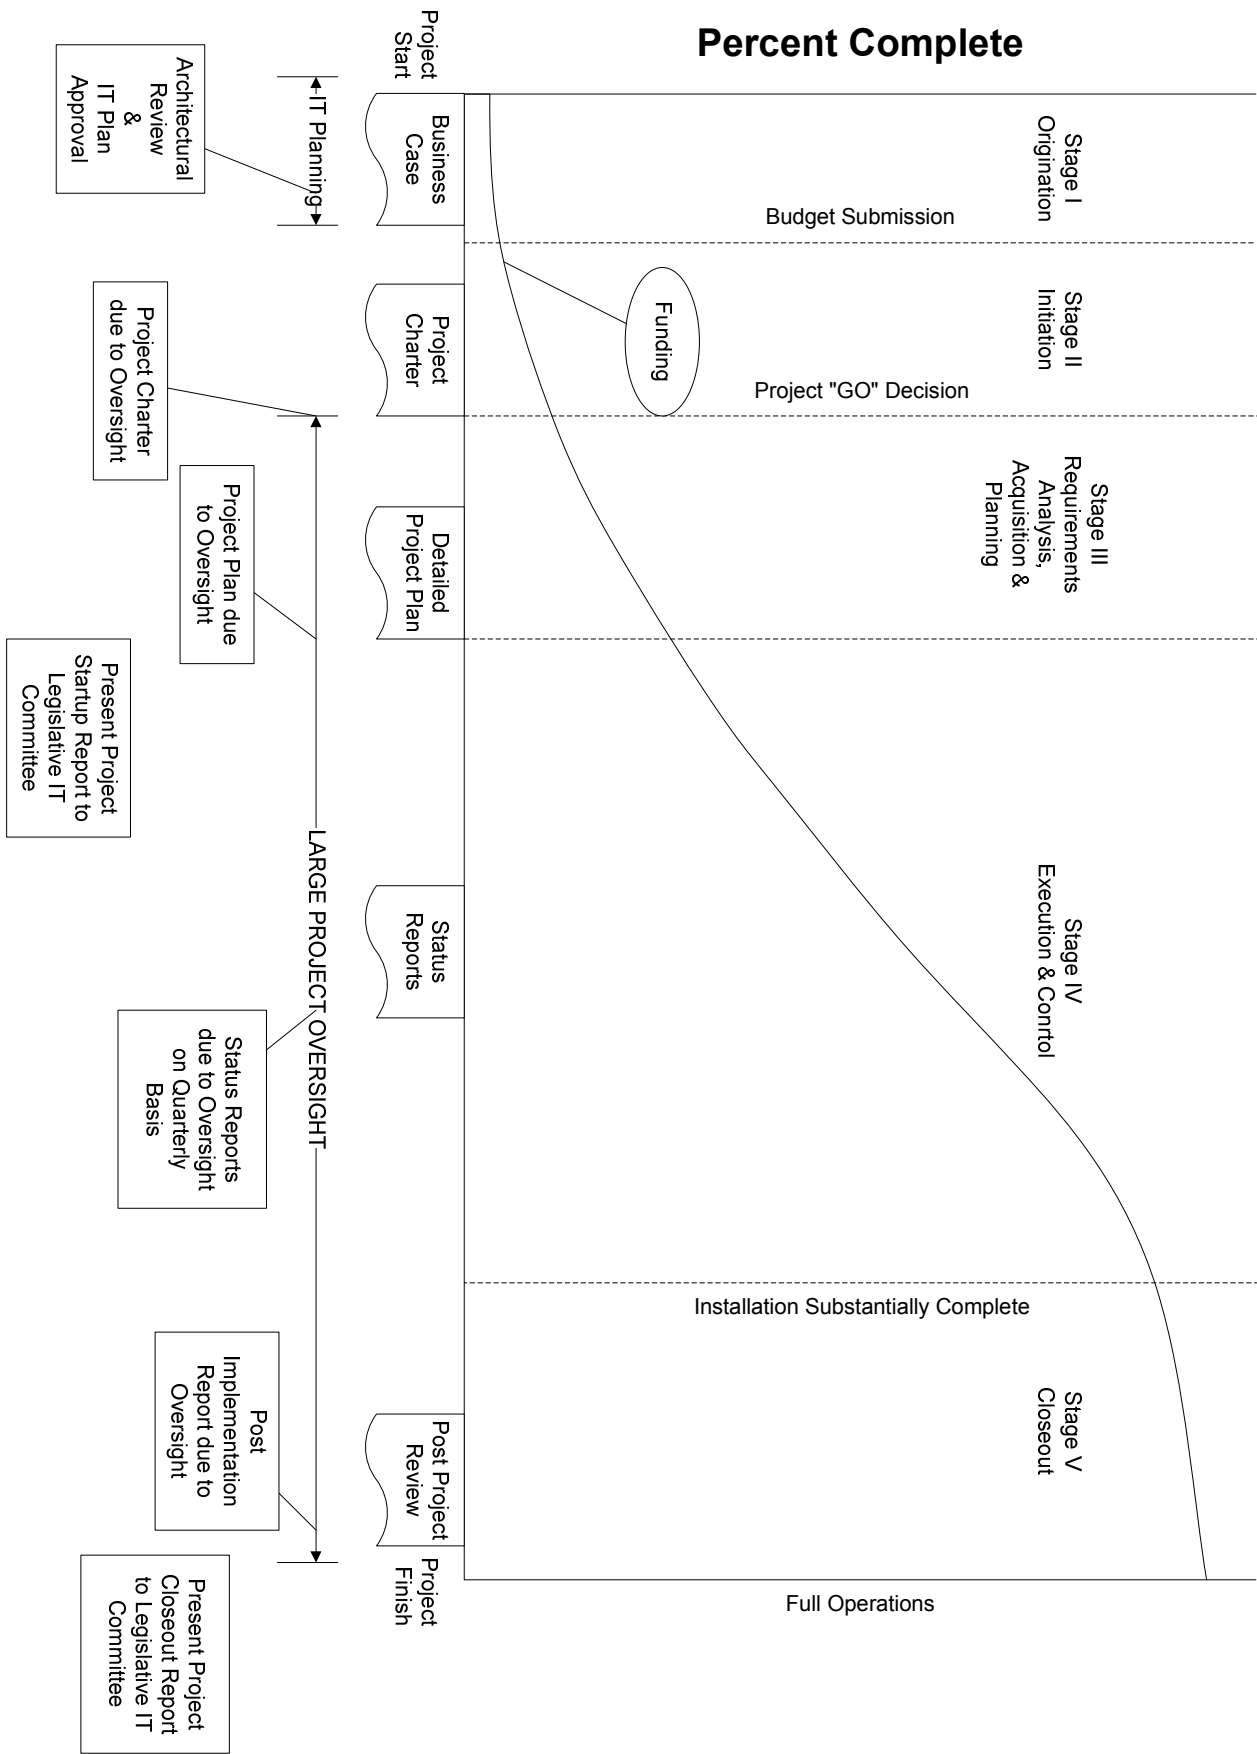 Percent Complete
Stage I
Origination
Stage II
Initiation
Stage III
Requirements
Analysis,
Acquisition &
Planning
Stage IV
Execution & Conrtol
Stage V
Closeout
Budget Submission
Project "GO" Decision
Installation Substantially Complete
Full Operations
Funding
Project
Start
Business
Case
Project
Charter
Detailed
Project Plan
Status
Reports
Post Project
Review
Project
Finish
IT Planning
LARGE PROJECT OVERSIGHT
Architectural
Review
&
IT Plan
Approval
Project Charter
due to Oversight
Project Plan due
to Oversight
Present Project
Startup Report to
Legislative IT
Committee
Status Reports
due to Oversight
on Quarterly
Basis
Post
Implementation
Report due to
Oversight
Present Project
Closeout Report
to Legislative IT
Committee